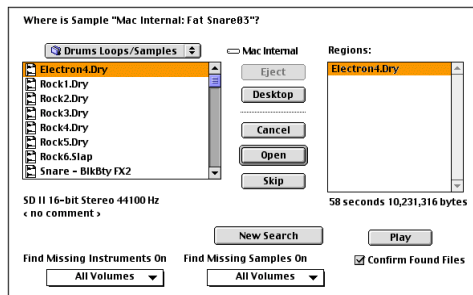 Where is Sample "Mac Internal: Fat Snare03"?
Drums Loops/Samples
Mac Internal
Regions:
Electron4.Dry
Rock1.Dry
Rock2.Dry
Rock3.Dry
Rock4.Dry
Rock5.Dry
Rock6.Slap
Snare - BlkBty FX2
Eject
Desktop
Cancel
Open
Skip
Electron4.Dry
SD II 16-bit Stereo 44100 Hz
‹ no comment ›
58 seconds 10,231,316 bytes
New Search
Play
Find Missing Instruments On
Find Missing Samples On
Confirm Found Files
All Volumes
All Volumes